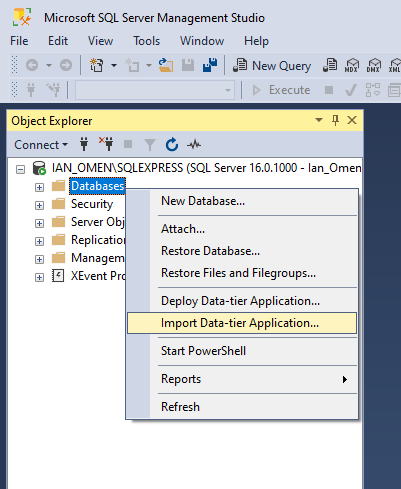 Microsoft SQL Server Management Studio
File Edit View Tools Window Help
New Query MDX DMX XML
Execute
Object Explorer
Connect
IAN_OMEN\SQLEXPRESS (SQL Server 16.0.1000 - Ian_Omen
Databases
Security
Server Obj
Replication
Managem
XEvent Pro
New Database...
Attach...
Restore Database...
Restore Files and Filegroups...
Deploy Data-tier Application...
Import Data-tier Application...
Start PowerShell
Reports
Refresh